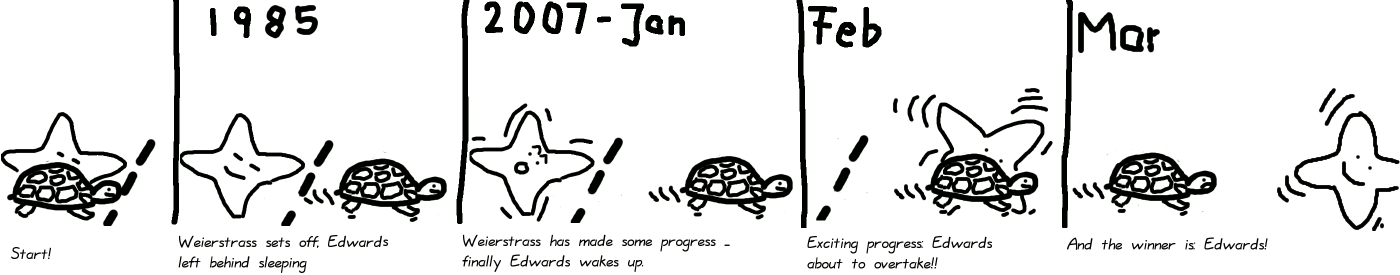 1985
2007-Jan
Feb
Mar
Start!
Weierstrass sets off, Edwards
left behind sleeping
Weierstrass has made some progress -
finally Edwards wakes up.
Exciting progress: Edwards
about to overtake!!
And the winner is: Edwards!